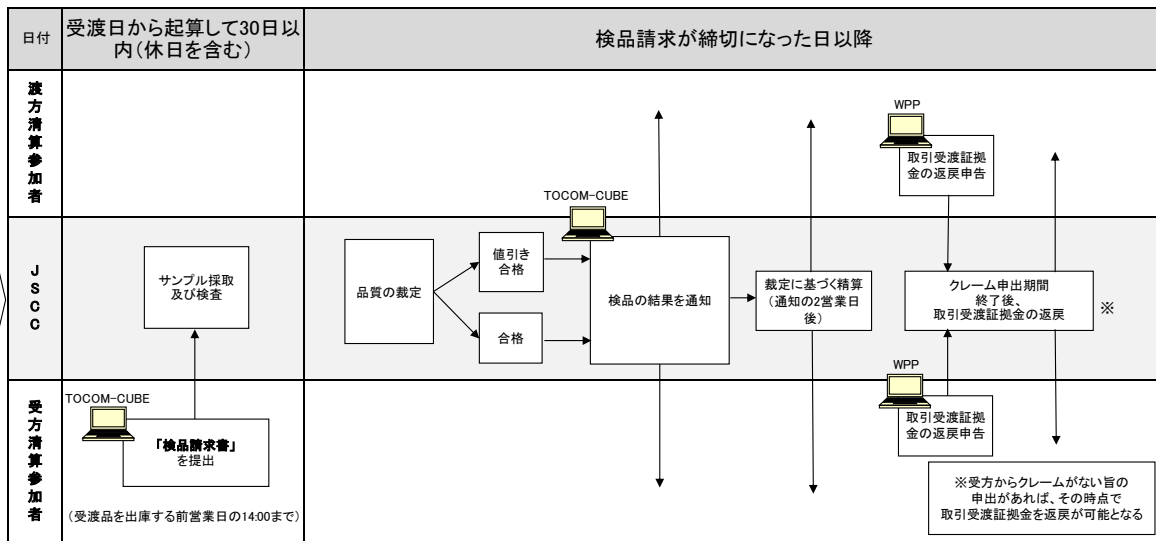 日付
受渡日から起算して30日以
内（休日を含む）
検品請求が締切になった日以降
渡方清算参加者
WPP
取引受渡証拠
金の返戻申告
TOCOM-CUBE
JSCC
サンプル採取
及び検査
品質の裁定
値引き
合格
合格
検品の結果を通知
裁定に基づく精算
（通知の2営業日
後）
クレーム申出期間
終了後、
取引受渡証拠金の返戻
※
受方清算参加者
TOCOM-CUBE
「検品請求書」
を提出
（受渡品を出庫する前営業日の14:00まで）
WPP
取引受渡証拠
金の返戻申告
※受方からクレームがない旨の
申出があれば、その時点で
取引受渡証拠金を返戻が可能となる